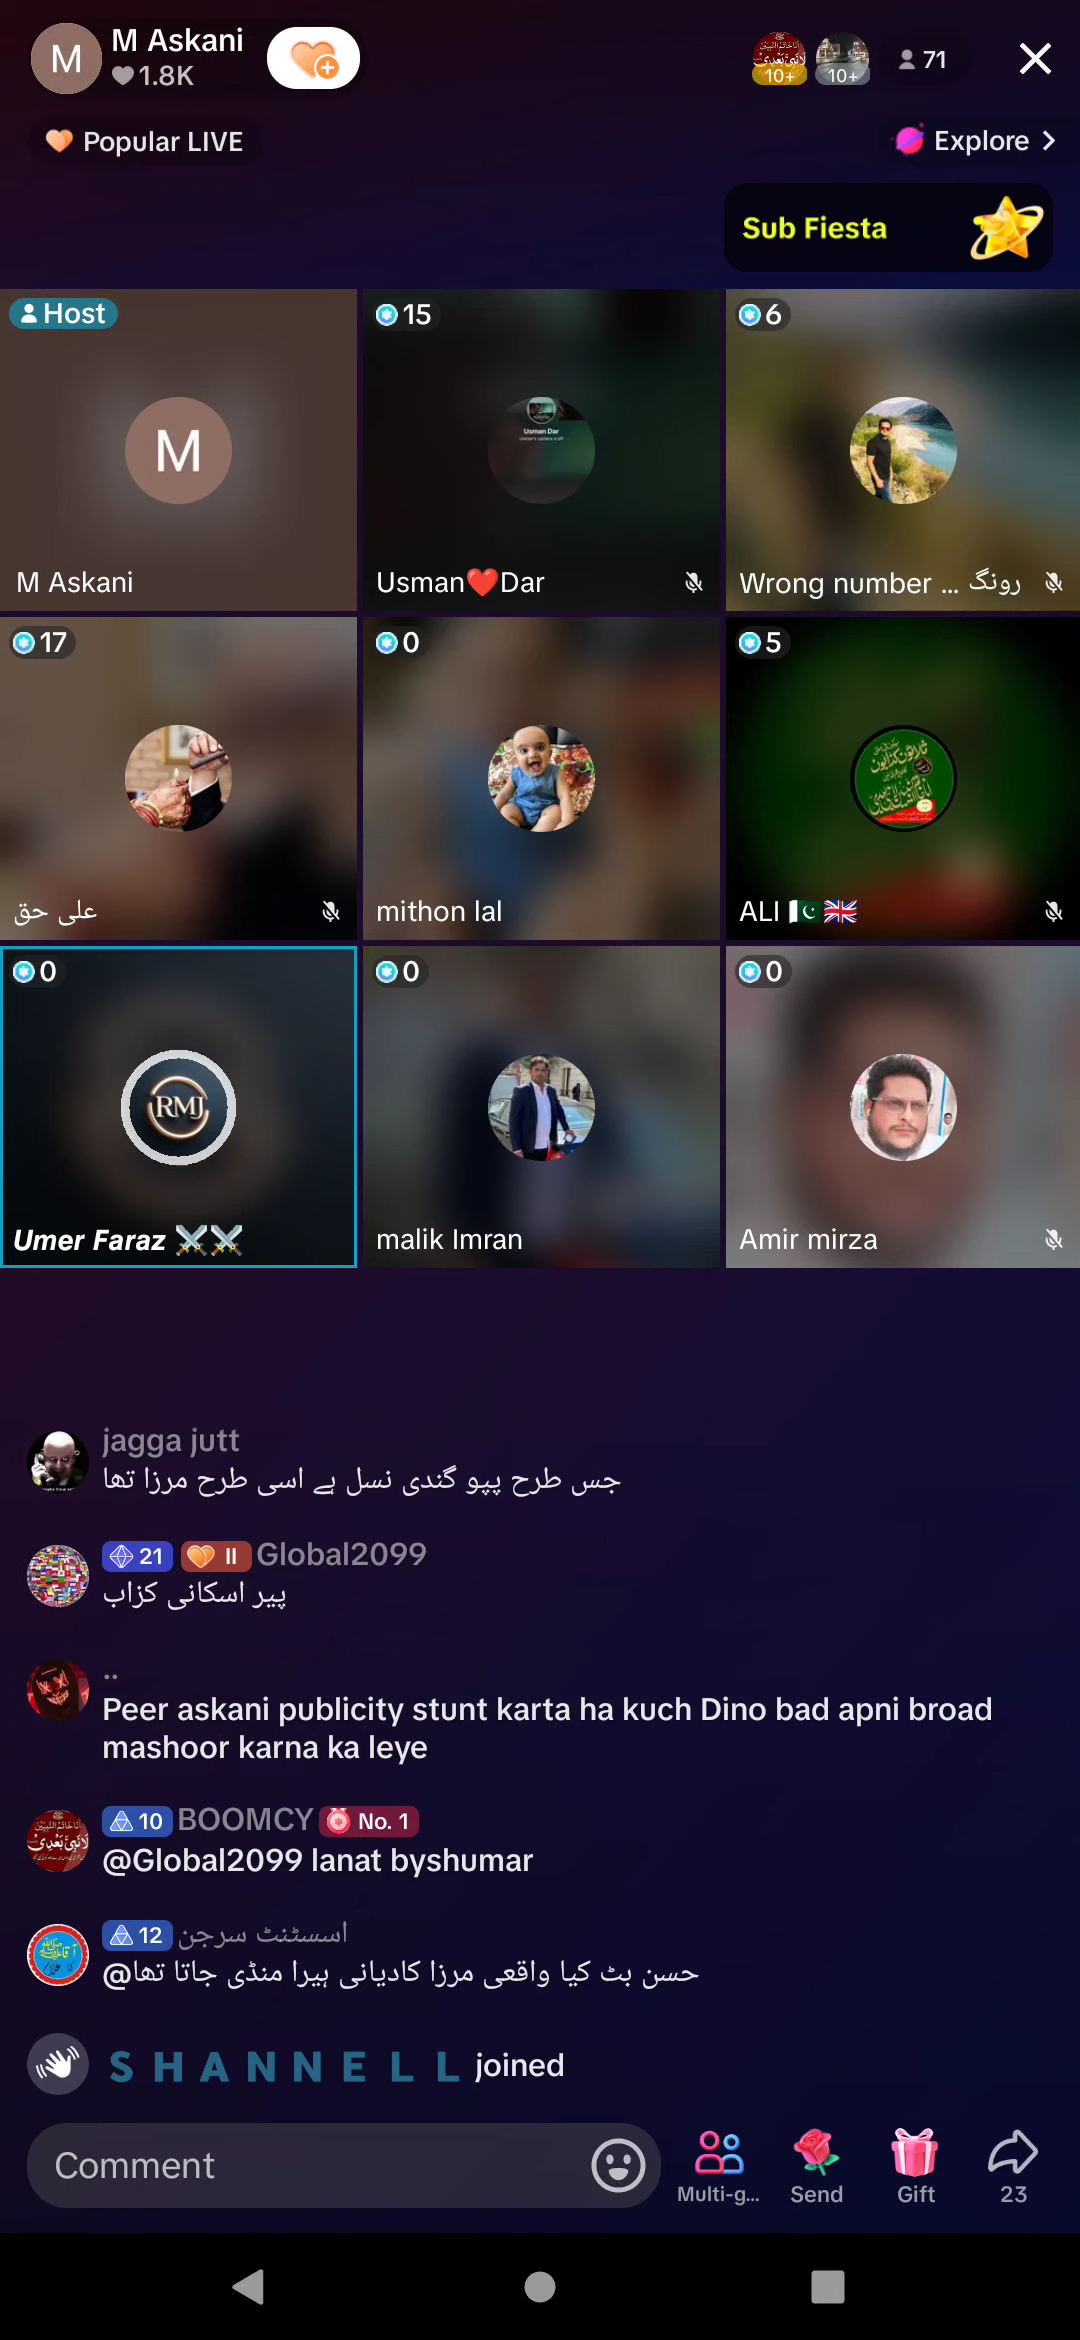 M
M Askani
1.8K
10+
10+
71
Popular LIVE
Explore
Sub Fiesta
Host
M
M Askani
15
Usman Dar
Usman❤️Dar
6
Wrong number ... رونگ
17
علی حق
0
mithon lal
5
ALI 🇵🇰🇬🇧
0
RMJ
Umer Faraz ⚔️⚔️
0
malik Imran
0
Amir mirza
jagga jutt
جس طرح پپو گندی نسل ہے اسی طرح مرزا تھا
21 II Global2099
پیر اسکانی کزاب
..
Peer askani publicity stunt karta ha kuch Dino bad apni broad
mashoor karna ka leye
10 BOOMCY No. 1
@Global2099 lanat byshumar
12 اسسٹنٹ سرجن
@حسن بٹ کیا واقعی مرزا کادیانی ہیرا منڈی جاتا تھا
S H A N N E L L joined
Comment
Multi-g...
Send
Gift
23